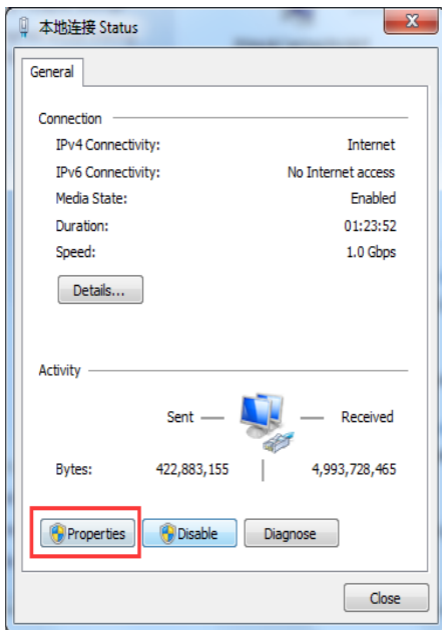 本地连接 Status
General
Connection
IPv4 Connectivity: Internet
IPv6 Connectivity: No Internet access
Media State: Enabled
Duration: 01:23:52
Speed: 1.0 Gbps
Details...
Activity
Sent Received
Bytes: 422,883,155 4,993,728,465
Properties Disable Diagnose
Close